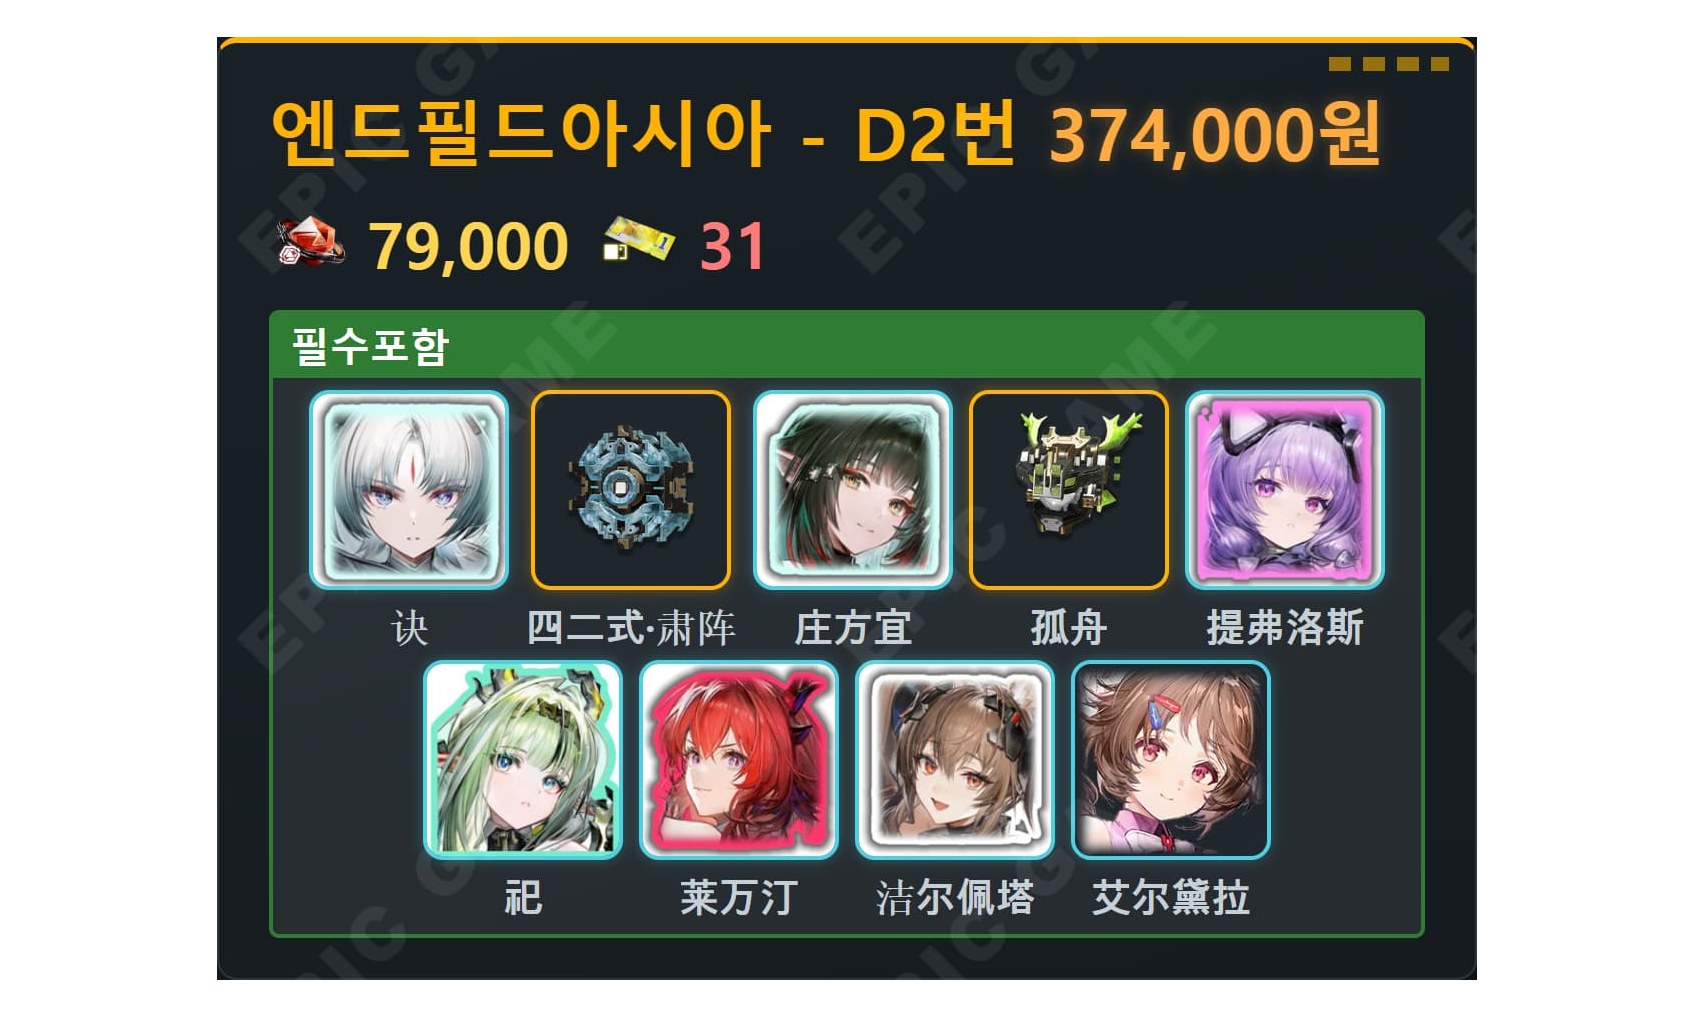 엔드필드아시아 - D2번 374,000원
79,000 31
필수포함
诀 四二式·肃阵 庄方宜 孤舟 提弗洛斯
祀 莱万汀 洁尔佩塔 艾尔黛拉
EPIC GAME